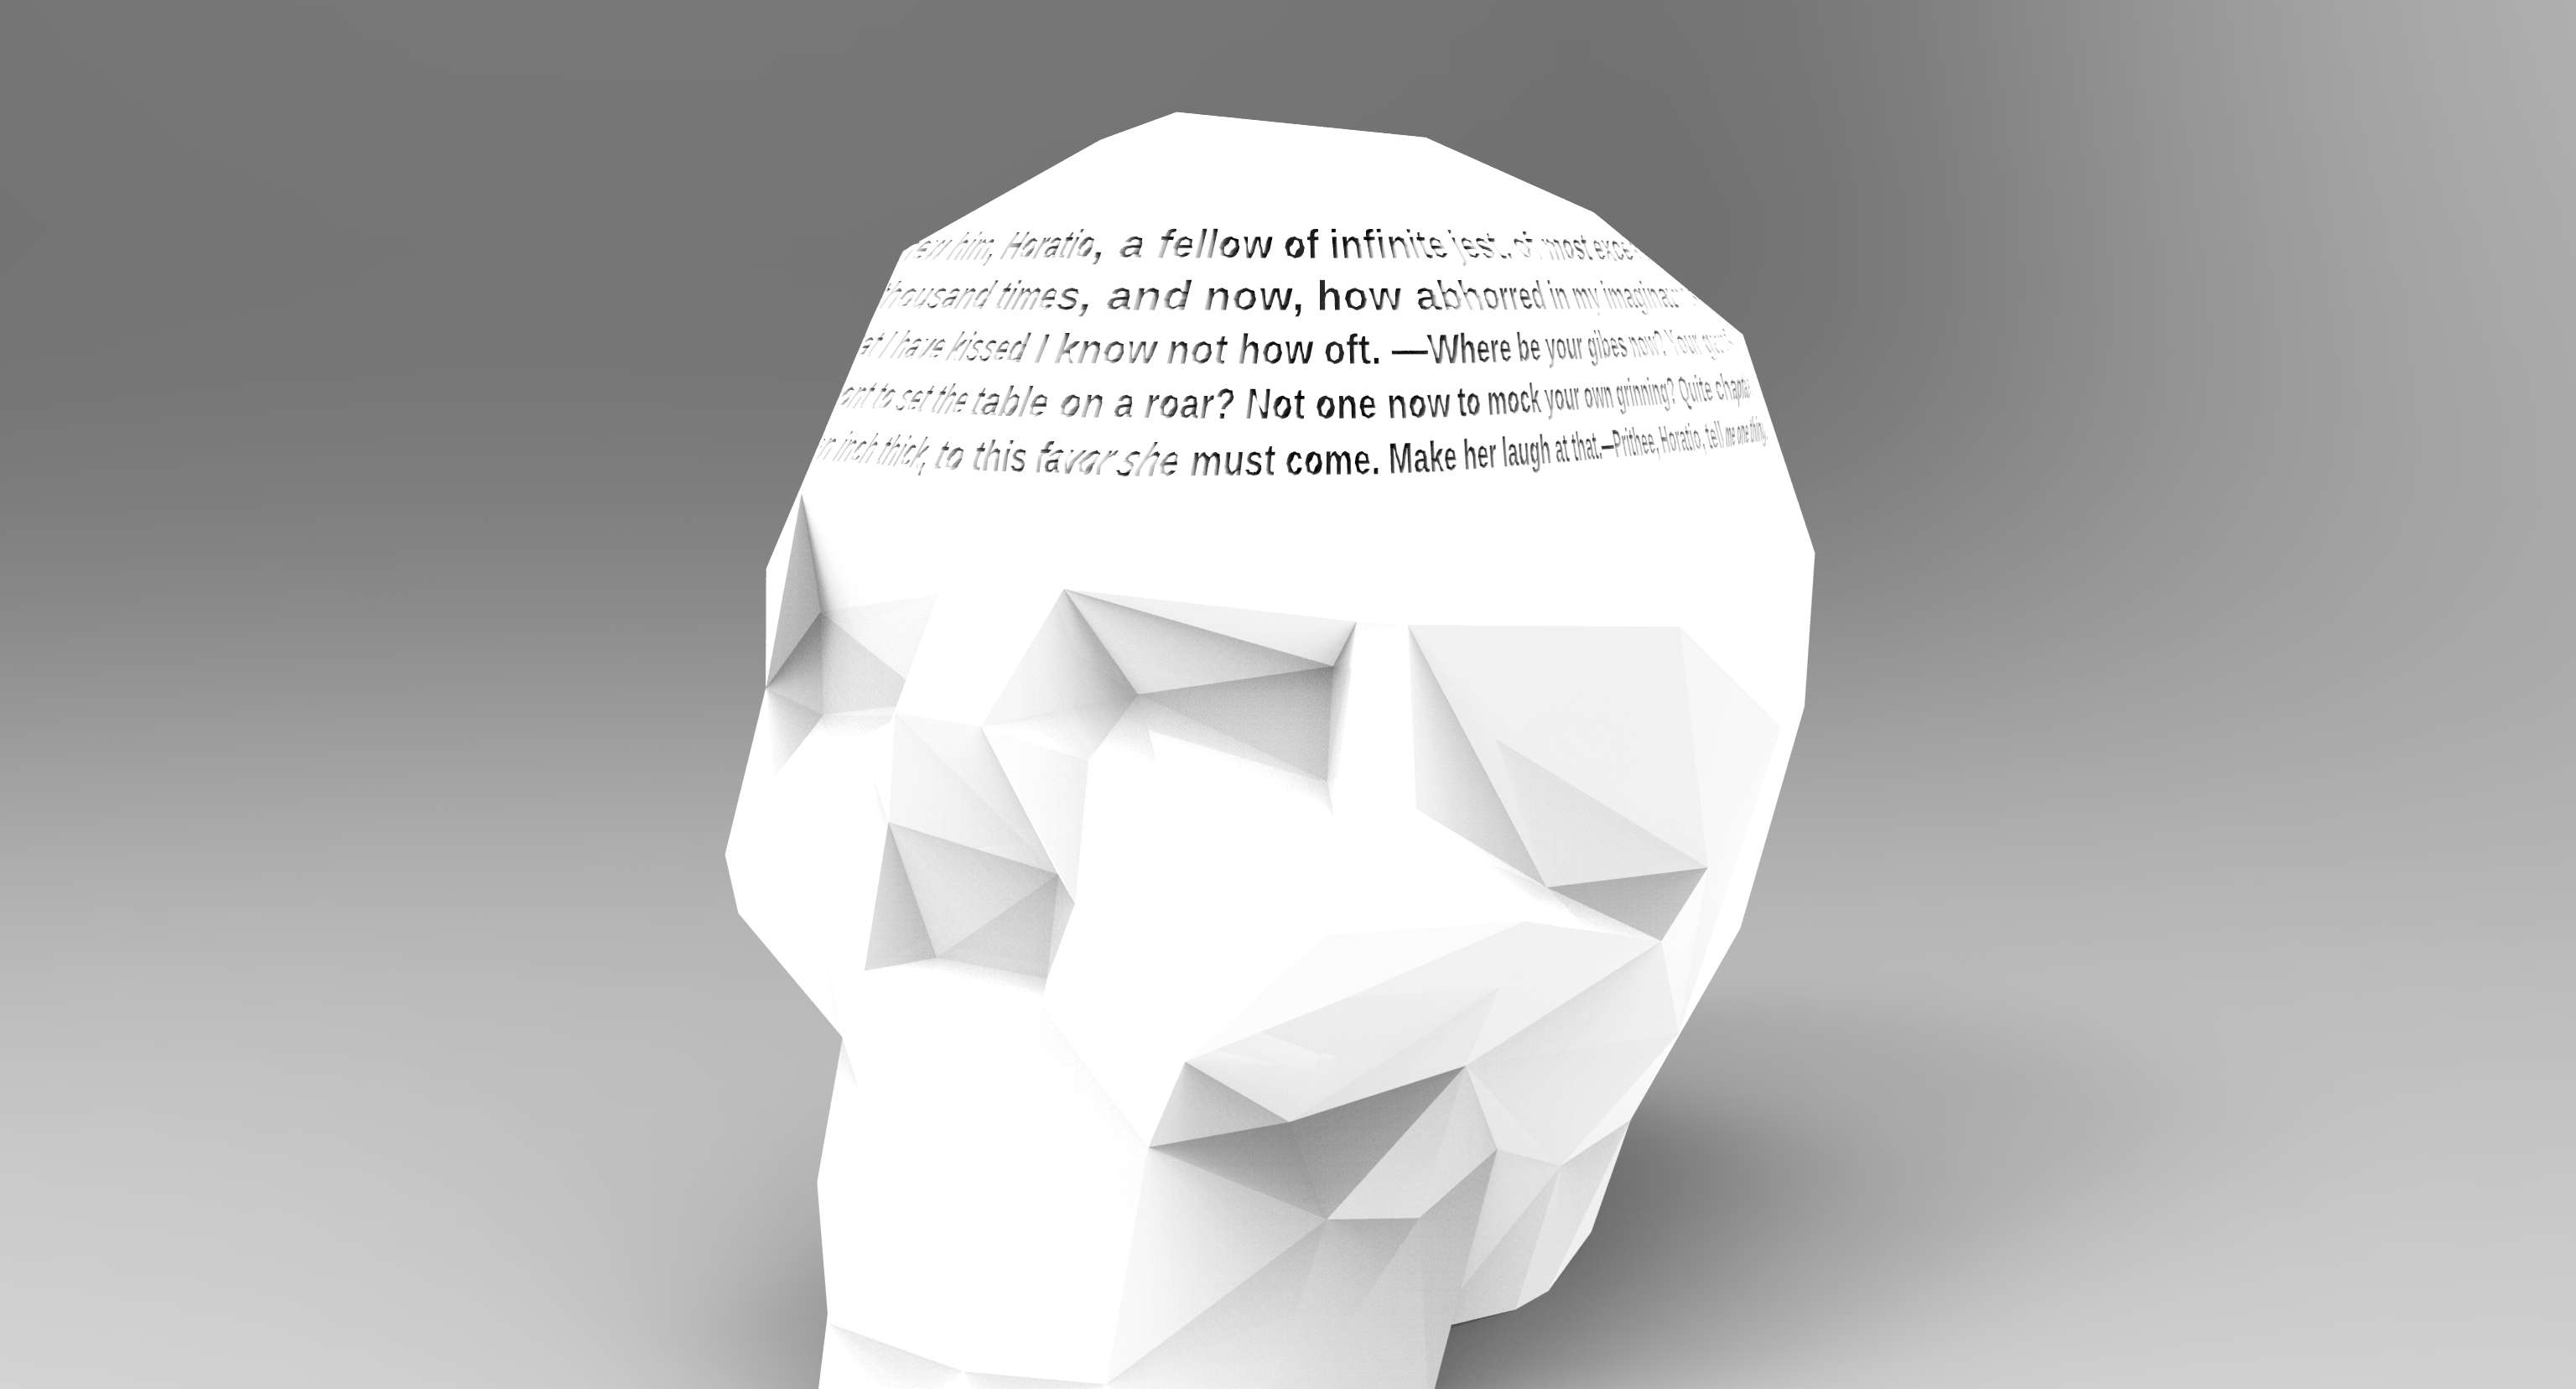 him, Horatio, a fellow of infinite jest, of most
thousand times, and now, how abhorred in my
I have kissed I know not how oft. —Where be your gibes now? Your
to set the table on a roar? Not one now to mock your own grinning? Quite
inch thick, to this favor she must come. Make her laugh at that.—Prithee, Horatio, tell me one thing.